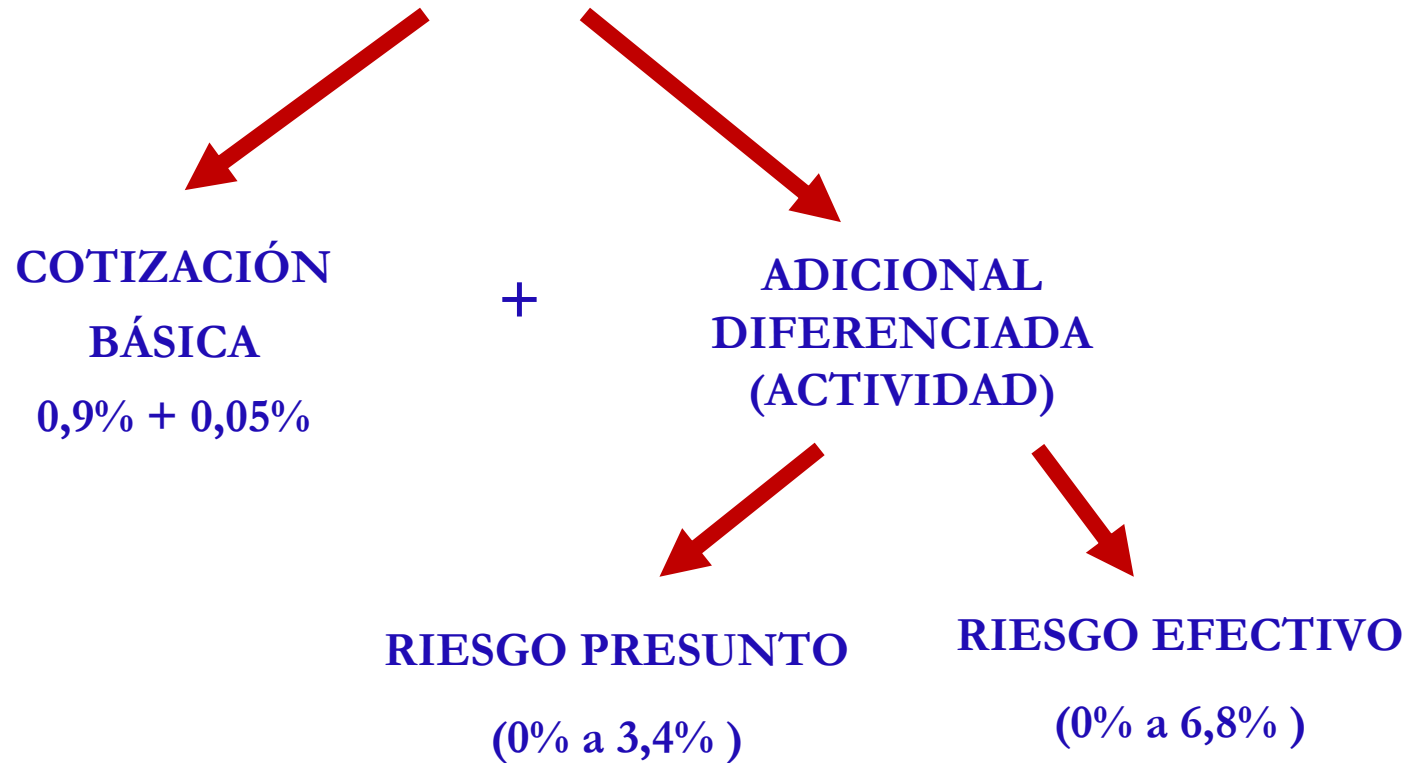 COTIZACIÓN
BÁSICA
0,9% + 0,05%
+
ADICIONAL
DIFERENCIADA
(ACTIVIDAD)
RIESGO PRESUNTO
(0% a 3,4% )
RIESGO EFECTIVO
(0% a 6,8% )